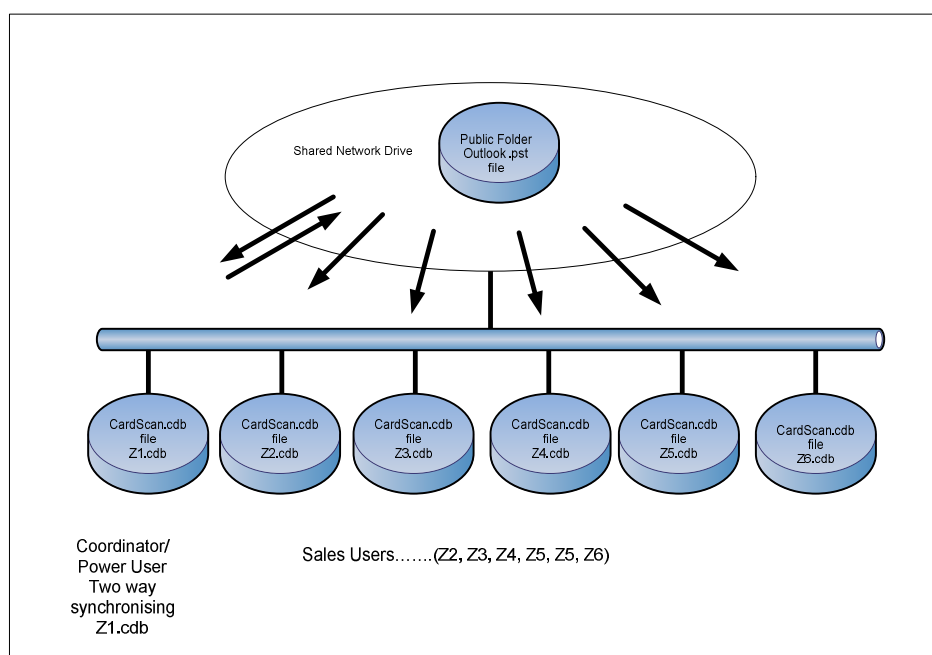 Shared Network Drive
Public Folder
Outlook.pst
file
CardScan.cdb
file
Z1.cdb
CardScan.cdb
file
Z2.cdb
CardScan.cdb
file
Z3.cdb
CardScan.cdb
file
Z4.cdb
CardScan.cdb
file
Z5.cdb
CardScan.cdb
file
Z6.cdb
Coordinator/
Power User
Two way
synchronising
Z1.cdb
Sales Users…....(Z2, Z3, Z4, Z5, Z5, Z6)